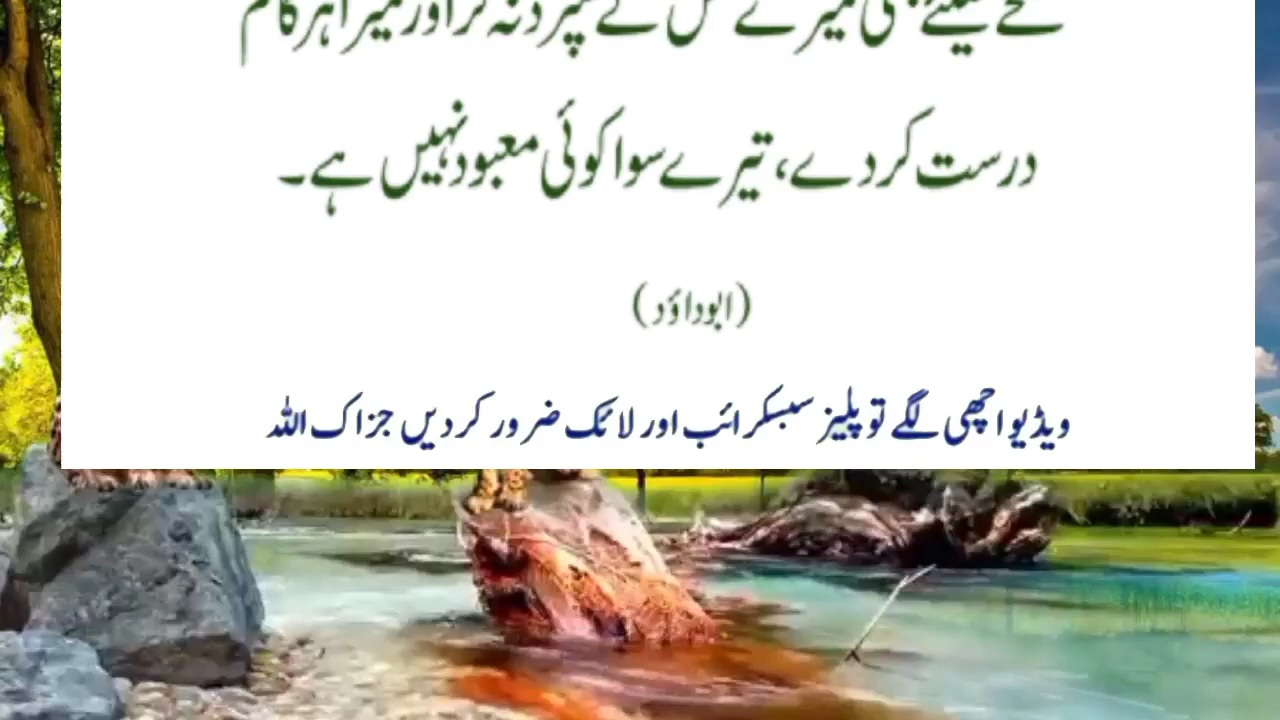 کے لیئے بھی میرے نفس کے سپرد نہ کر اور میرا ہر کام
درست کر دے، تیرے سوا کوئی معبود نہیں ہے۔
(ابوداؤد)
ویڈیو اچھی لگے تو پلیز سبسکرائب اور لائک ضرور کر دیں جزاک اللہ